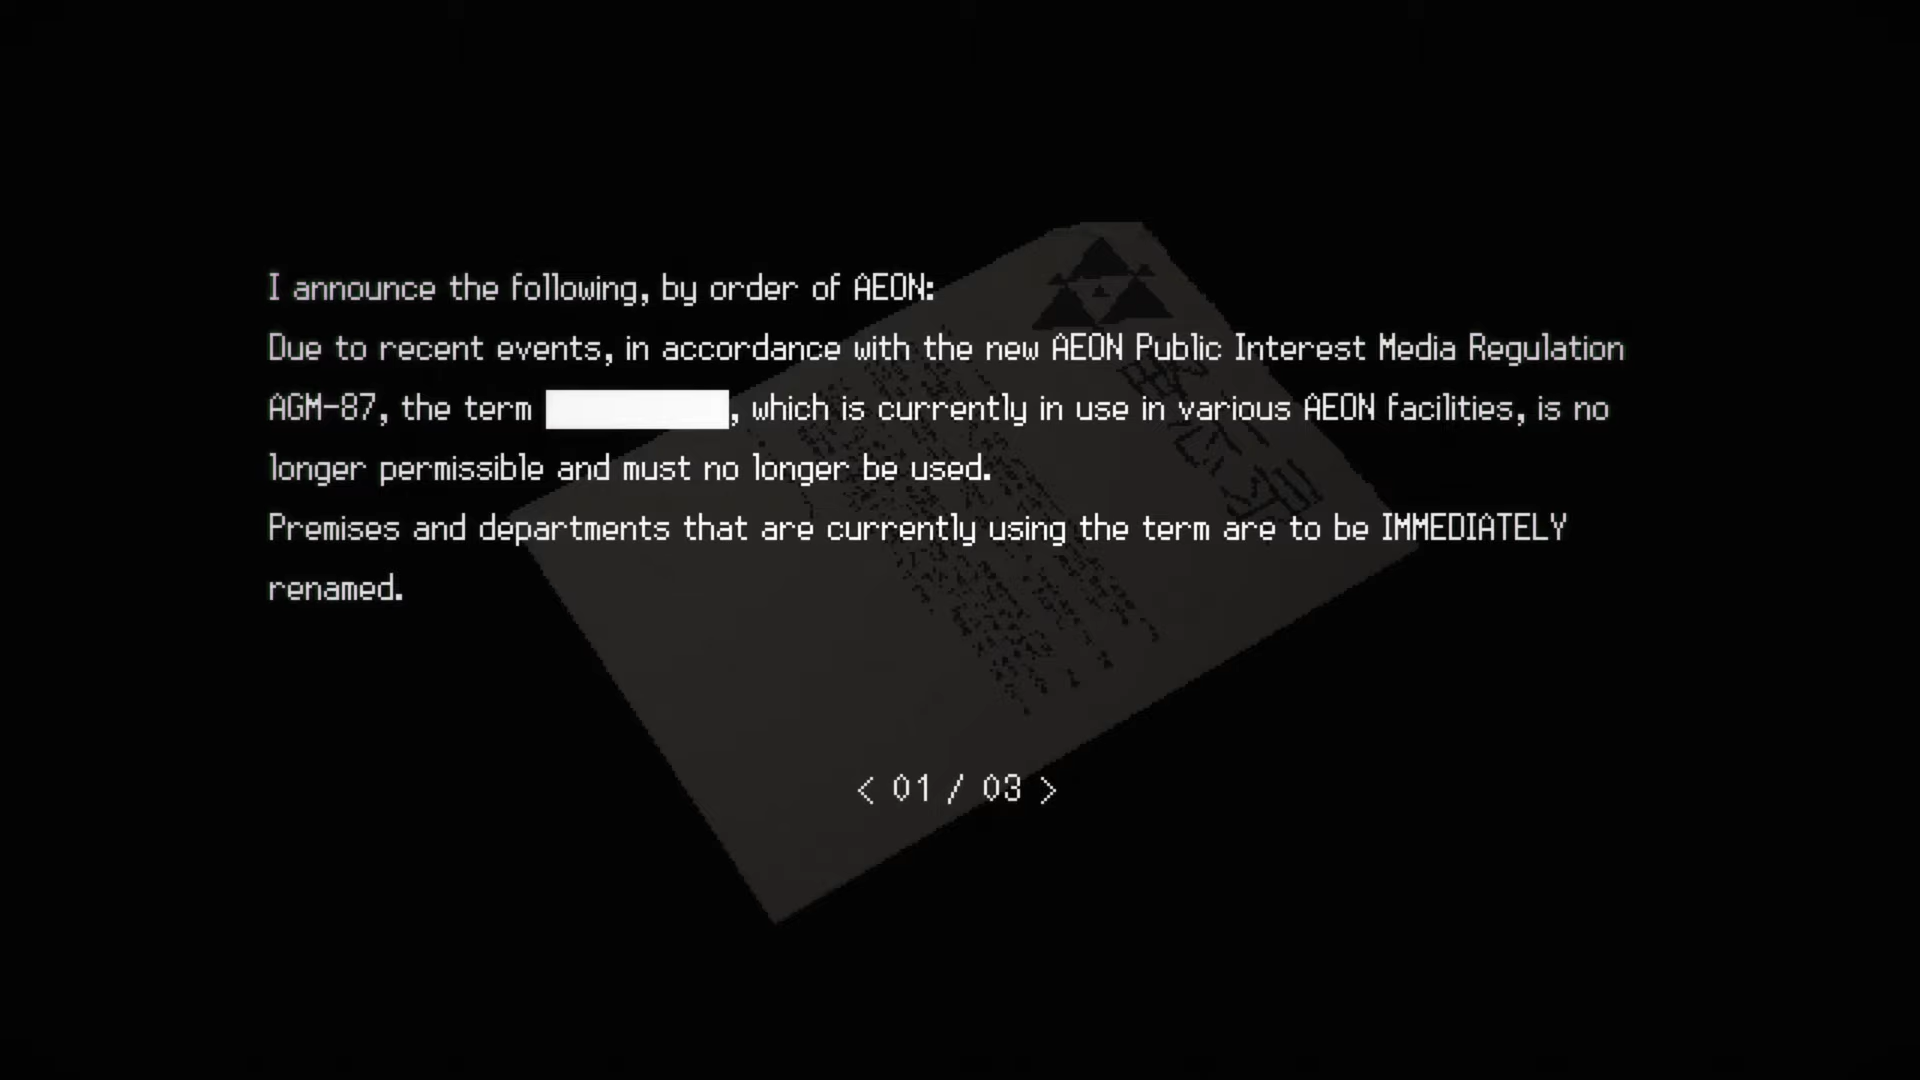 I announce the following, by order of AEON:
Due to recent events, in accordance with the new AEON Public Interest Media Regulation
AGM-87, the term , which is currently in use in various AEON facilities, is no
longer permissible and must no longer be used.
Premises and departments that are currently using the term are to be IMMEDIATELY
renamed.
< 01 / 03 >